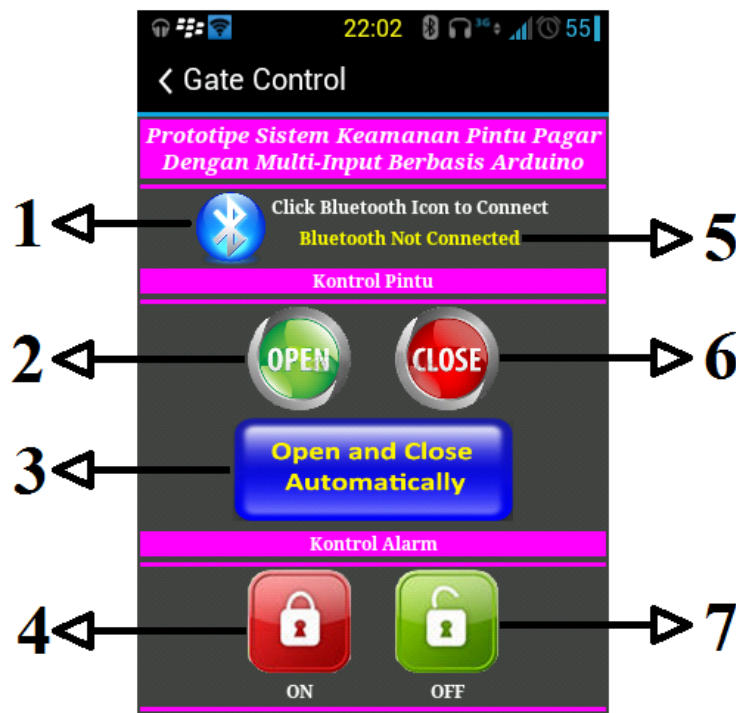 22:02 3G 55
Gate Control
Prototipe Sistem Keamanan Pintu Pagar
Dengan Multi-Input Berbasis Arduino
1
Click Bluetooth Icon to Connect
Bluetooth Not Connected
5
Kontrol Pintu
2
OPEN
CLOSE
6
3
Open and Close
Automatically
Kontrol Alarm
4
7
ON
OFF